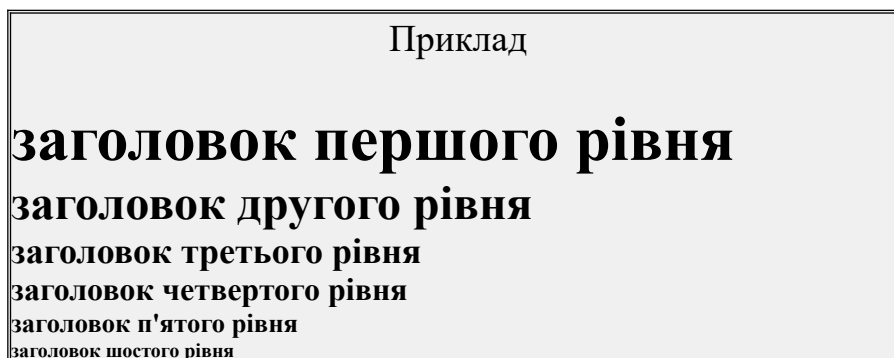 Приклад
заголовок першого рівня
заголовок другого рівня
заголовок третього рівня
заголовок четвертого рівня
заголовок п'ятого рівня
заголовок шостого рівня